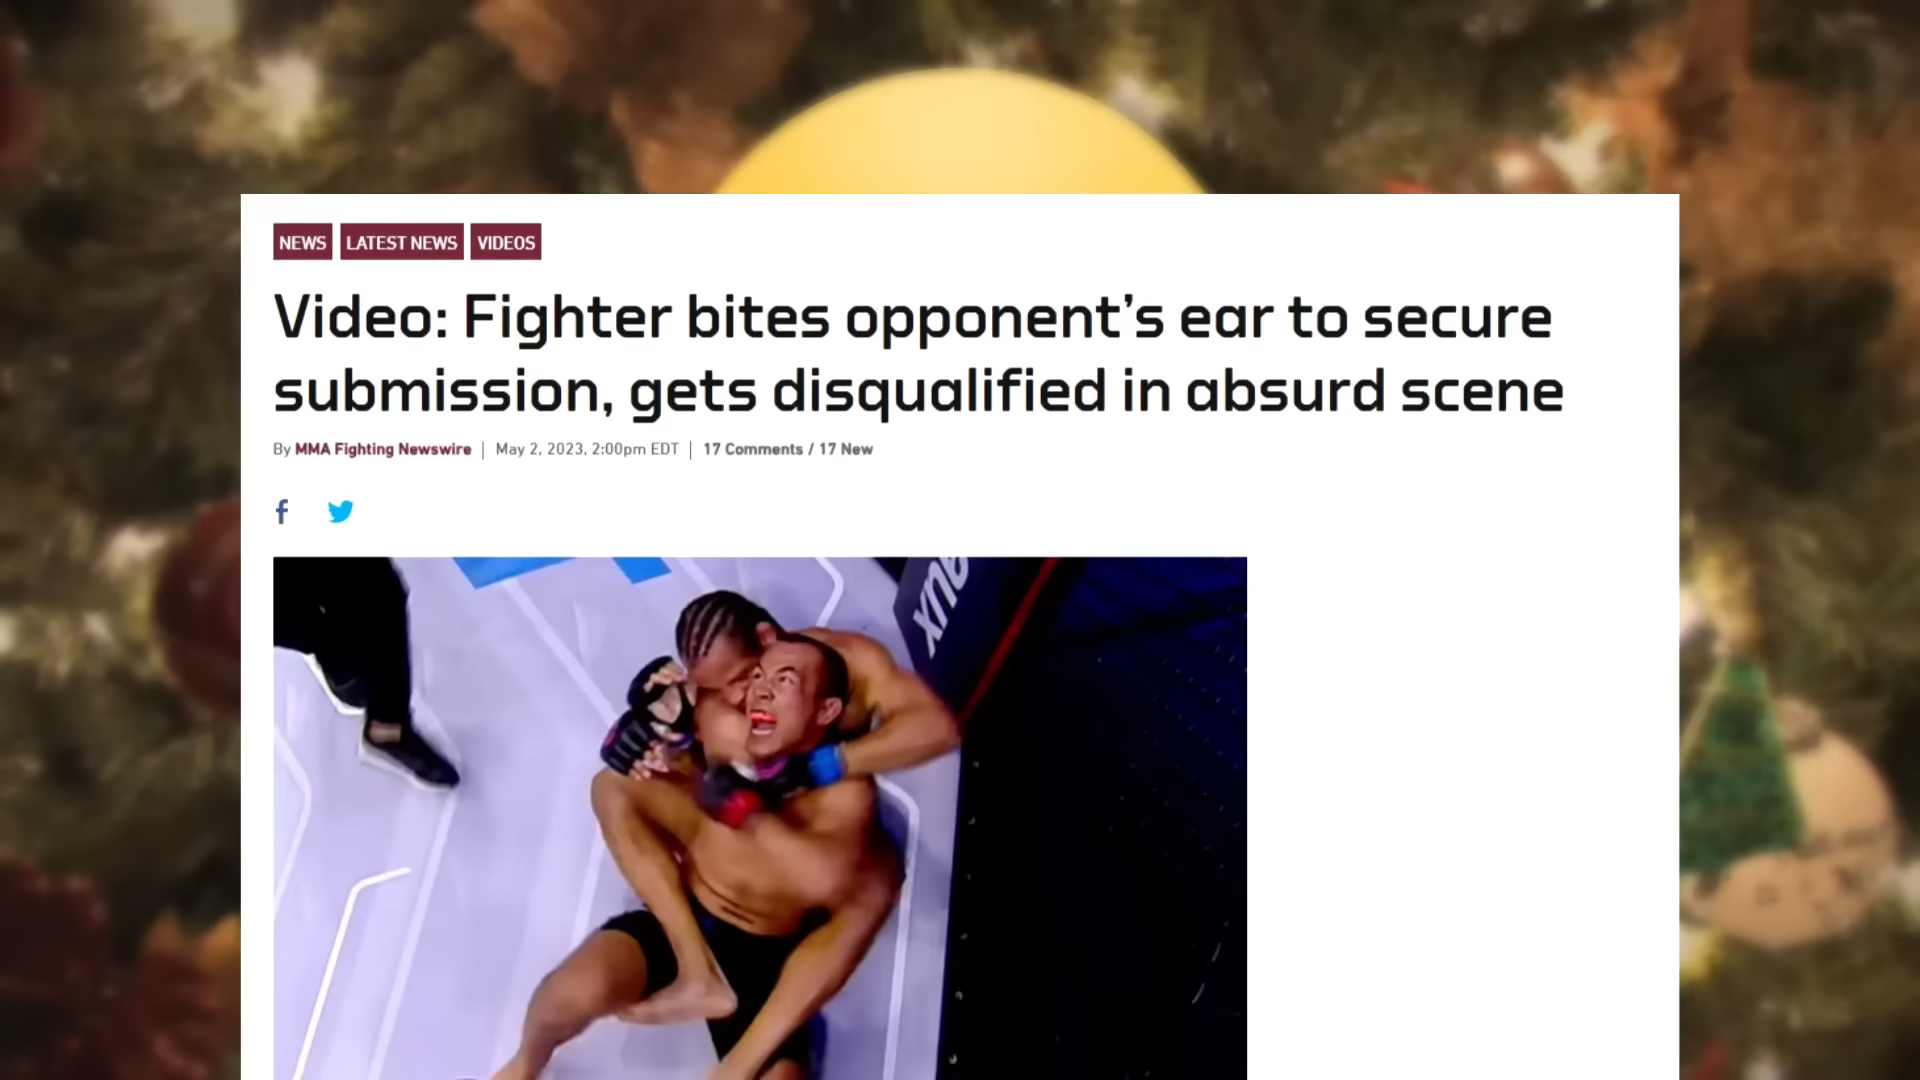 NEWS LATEST NEWS VIDEOS
Video: Fighter bites opponent’s ear to secure
submission, gets disqualified in absurd scene
By MMA Fighting Newswire | May 2, 2023, 2:00pm EDT | 17 Comments / 17 New